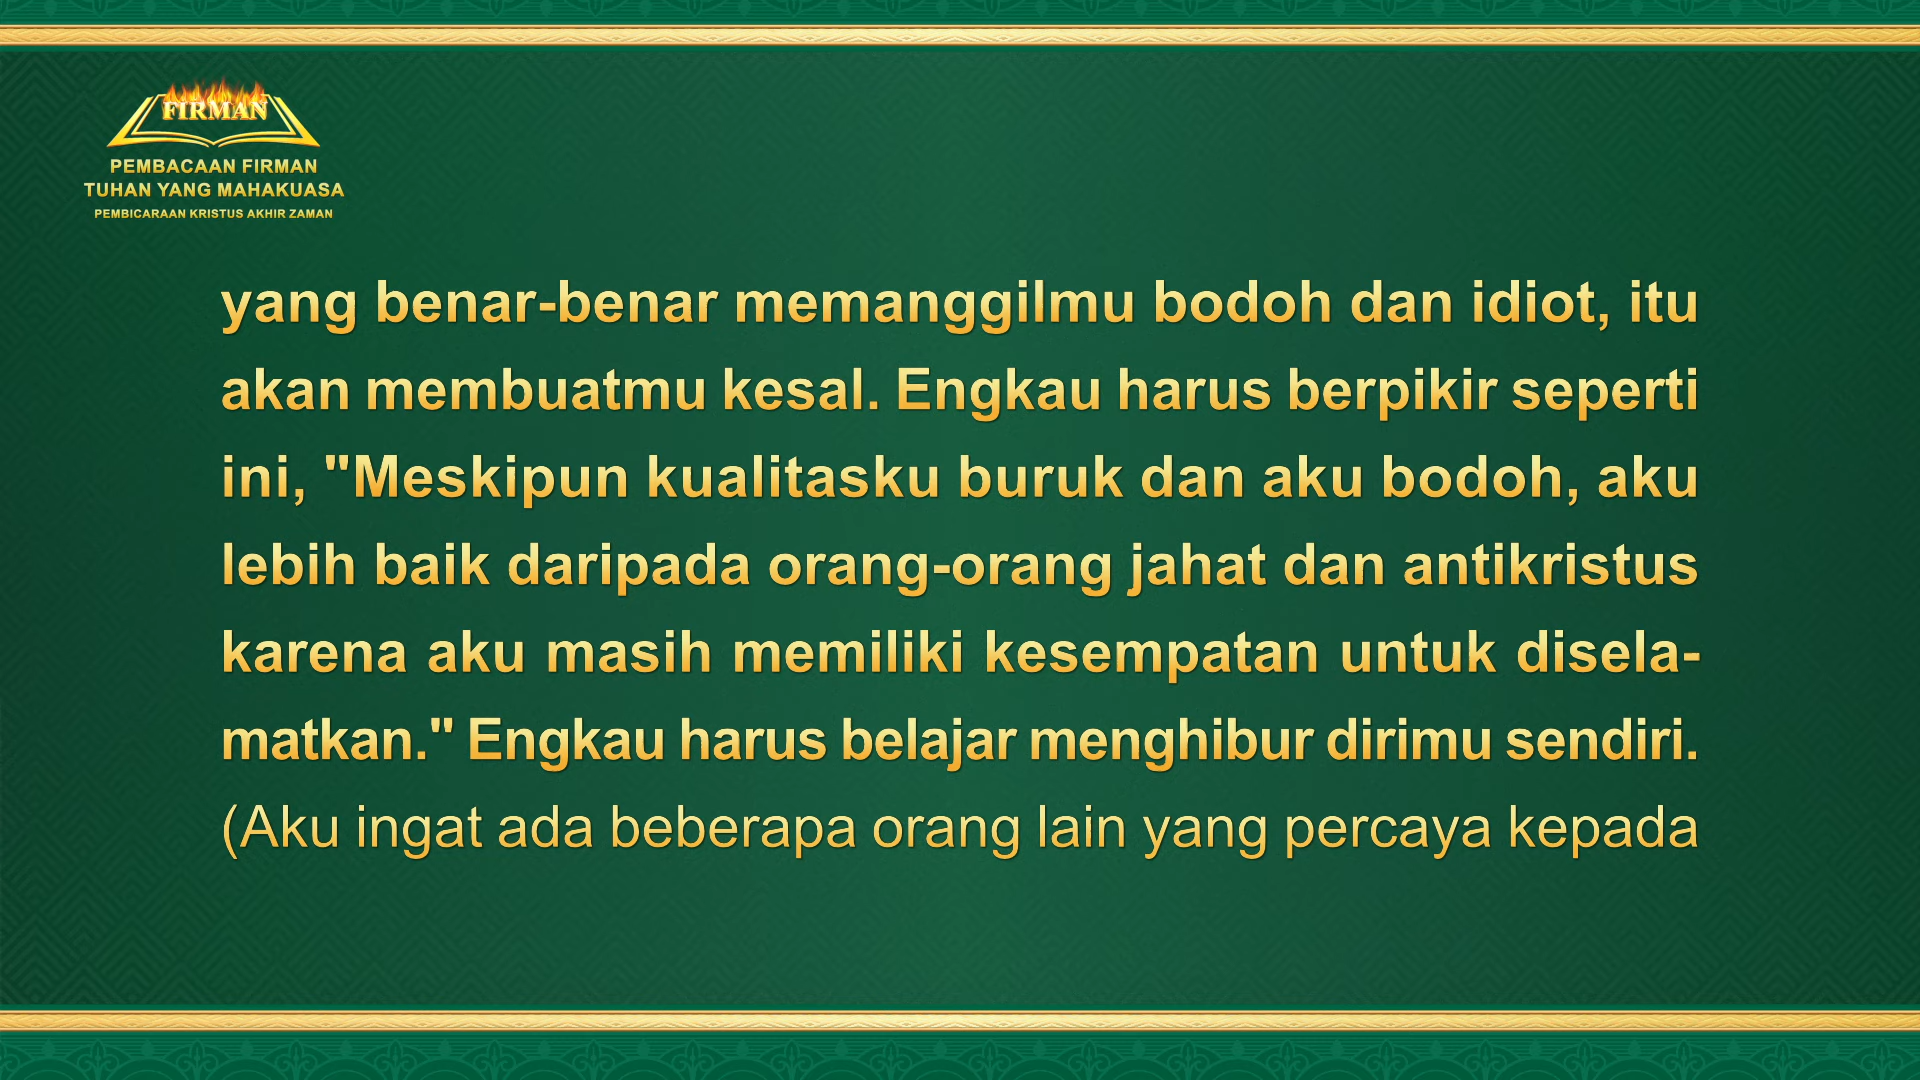 FIRMAN
PEMBACAAN FIRMAN
TUHAN YANG MAHAKUASA
PEMBICARAAN KRISTUS AKHIR ZAMAN
yang benar-benar memanggilmu bodoh dan idiot, itu
akan membuatmu kesal. Engkau harus berpikir seperti
ini, "Meskipun kualitasku buruk dan aku bodoh, aku
lebih baik daripada orang-orang jahat dan antikristus
karena aku masih memiliki kesempatan untuk disela-
matkan." Engkau harus belajar menghibur dirimu sendiri.
(Aku ingat ada beberapa orang lain yang percaya kepada